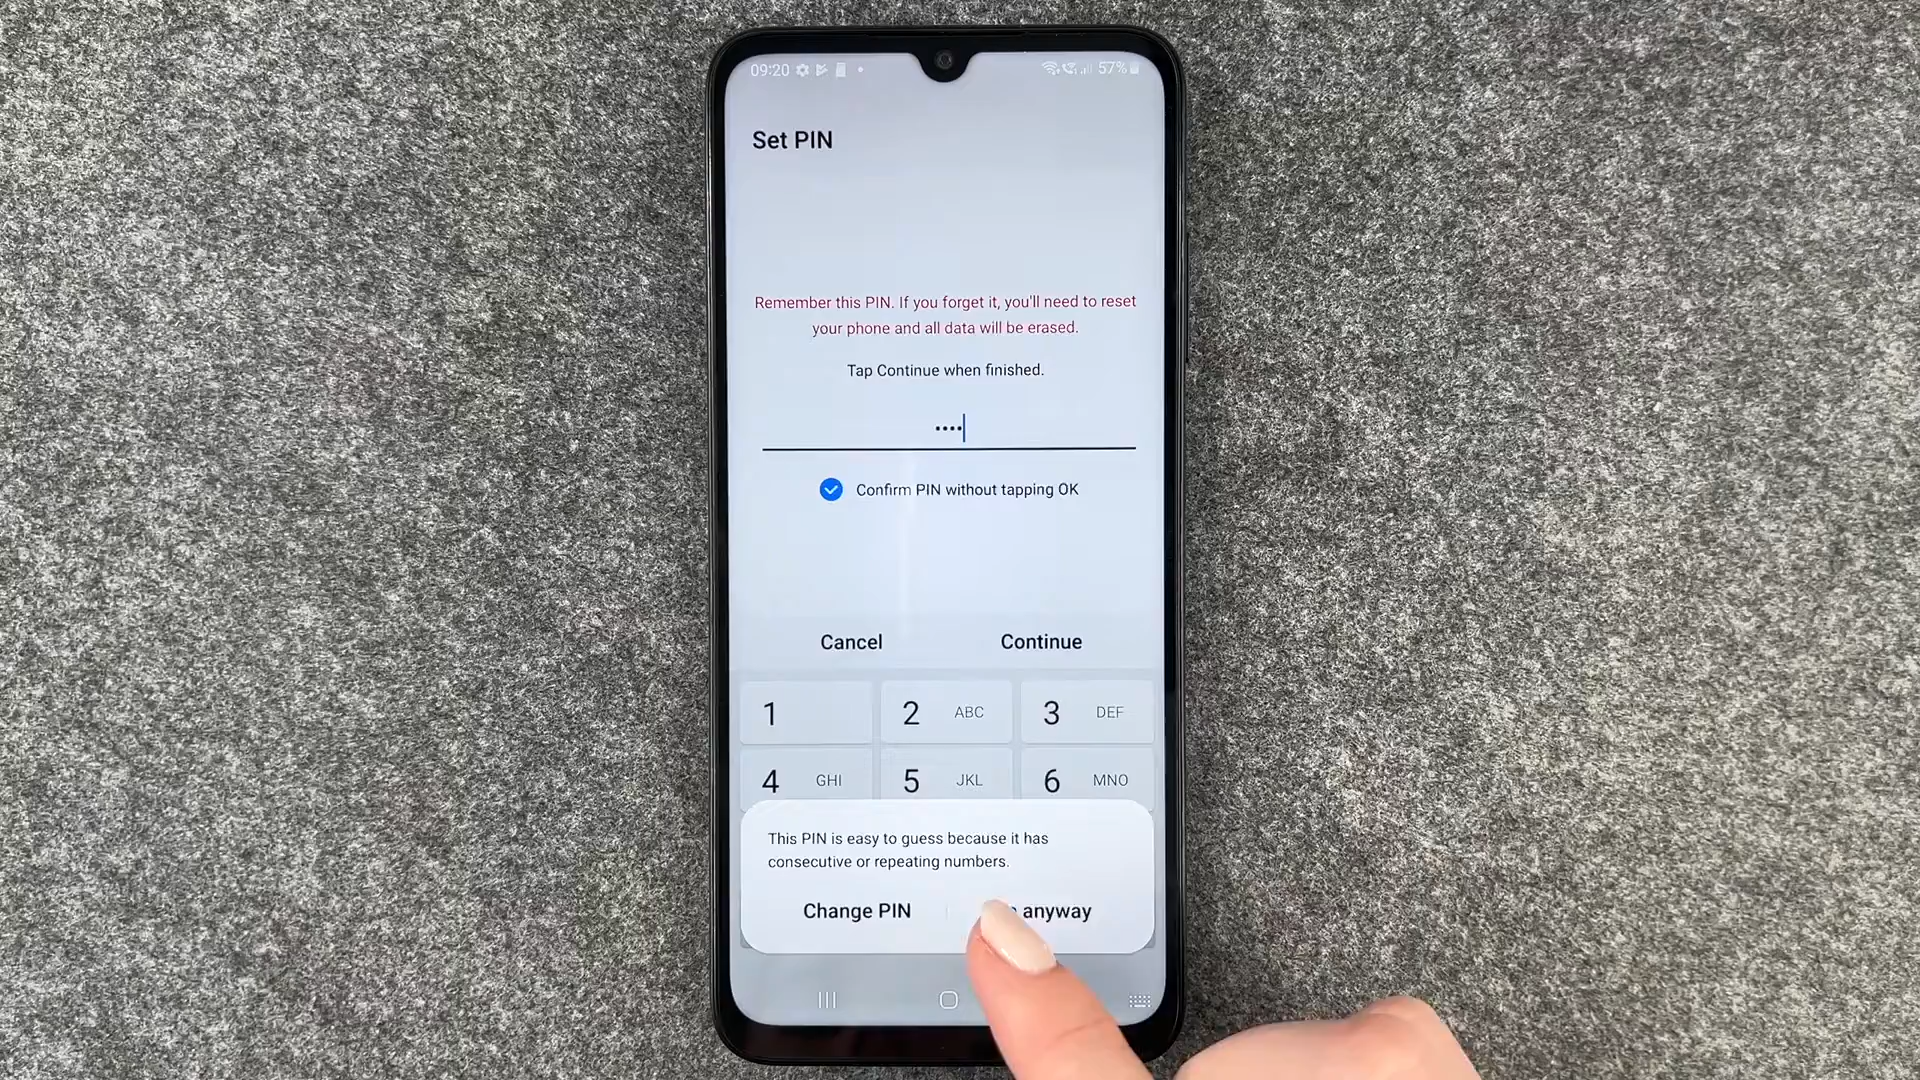 09:20
57%
Set PIN
Remember this PIN. If you forget it, you'll need to reset
your phone and all data will be erased.
Tap Continue when finished.
••••
Confirm PIN without tapping OK
Cancel Continue
1 2 ABC 3 DEF
4 GHI 5 JKL 6 MNO
This PIN is easy to guess because it has
consecutive or repeating numbers.
Change PIN anyway